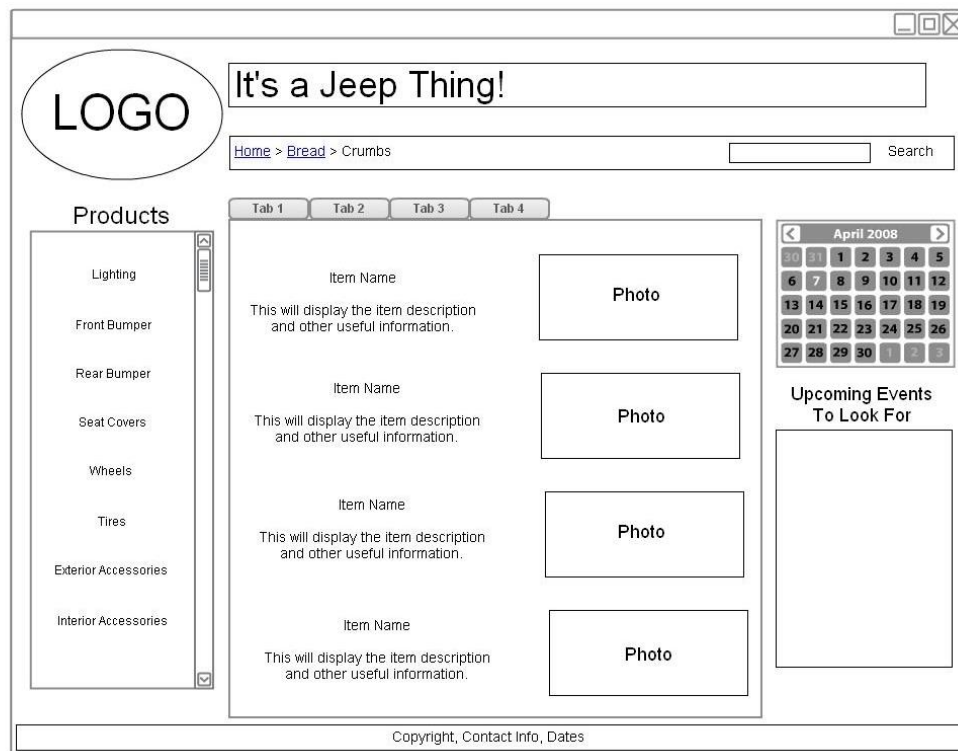 LOGO
It's a Jeep Thing!
Home > Bread > Crumbs
Search
Products
Lighting
Front Bumper
Rear Bumper
Seat Covers
Wheels
Tires
Exterior Accessories
Interior Accessories
Tab 1 Tab 2 Tab 3 Tab 4
Item Name
This will display the item description
and other useful information.
Photo
Item Name
This will display the item description
and other useful information.
Photo
Item Name
This will display the item description
and other useful information.
Photo
Item Name
This will display the item description
and other useful information.
Photo
April 2008
30 31 1 2 3 4 5
6 7 8 9 10 11 12
13 14 15 16 17 18 19
20 21 22 23 24 25 26
27 28 29 30 1 2 3
Upcoming Events
To Look For
Copyright, Contact Info, Dates